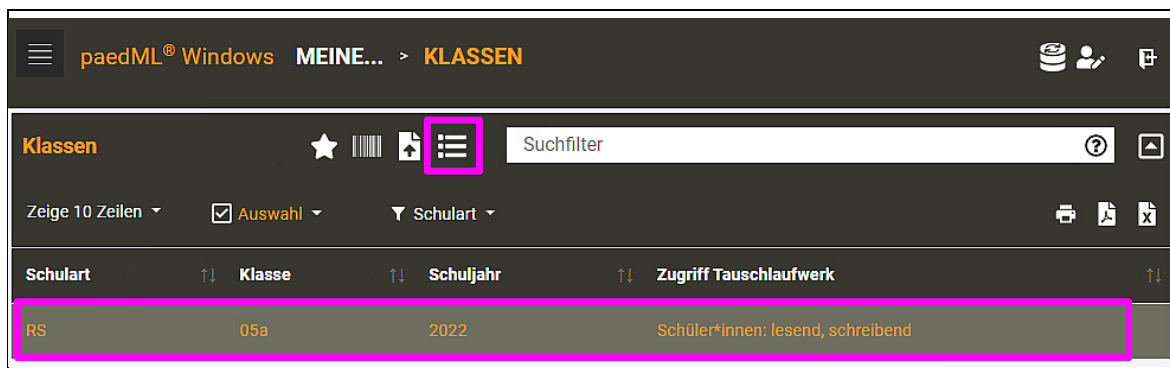 paedML® Windows MEINE... > KLASSEN
Klassen Suchfilter
Zeige 10 Zeilen Auswahl Schulart
Schulart Klasse Schuljahr Zugriff Tauschlaufwerk
RS 05a 2022 Schüler*innen: lesend, schreibend